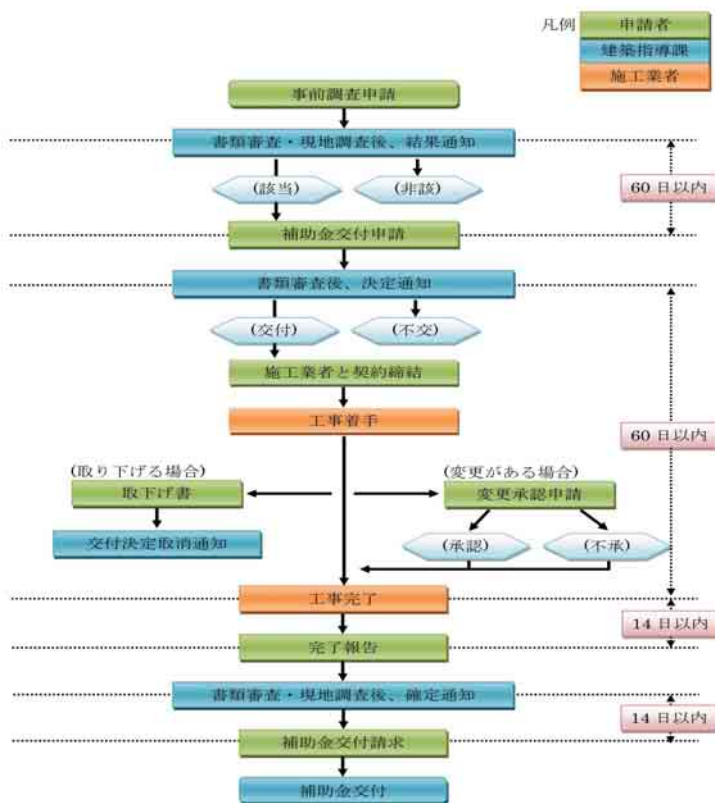 凡例
申請者
建築指導課
施工業者
事前調査申請
書類審査・現地調査後、結果通知
(該当)
(非該)
60日以内
補助金交付申請
書類審査後、決定通知
(交付)
(不交)
施工業者と契約締結
工事着手
60日以内
(取り下げる場合)
取下げ書
交付決定取消通知
(変更がある場合)
変更承認申請
(承認)
(不承)
工事完了
14日以内
完了報告
書類審査・現地調査後、確定通知
14日以内
補助金交付請求
補助金交付